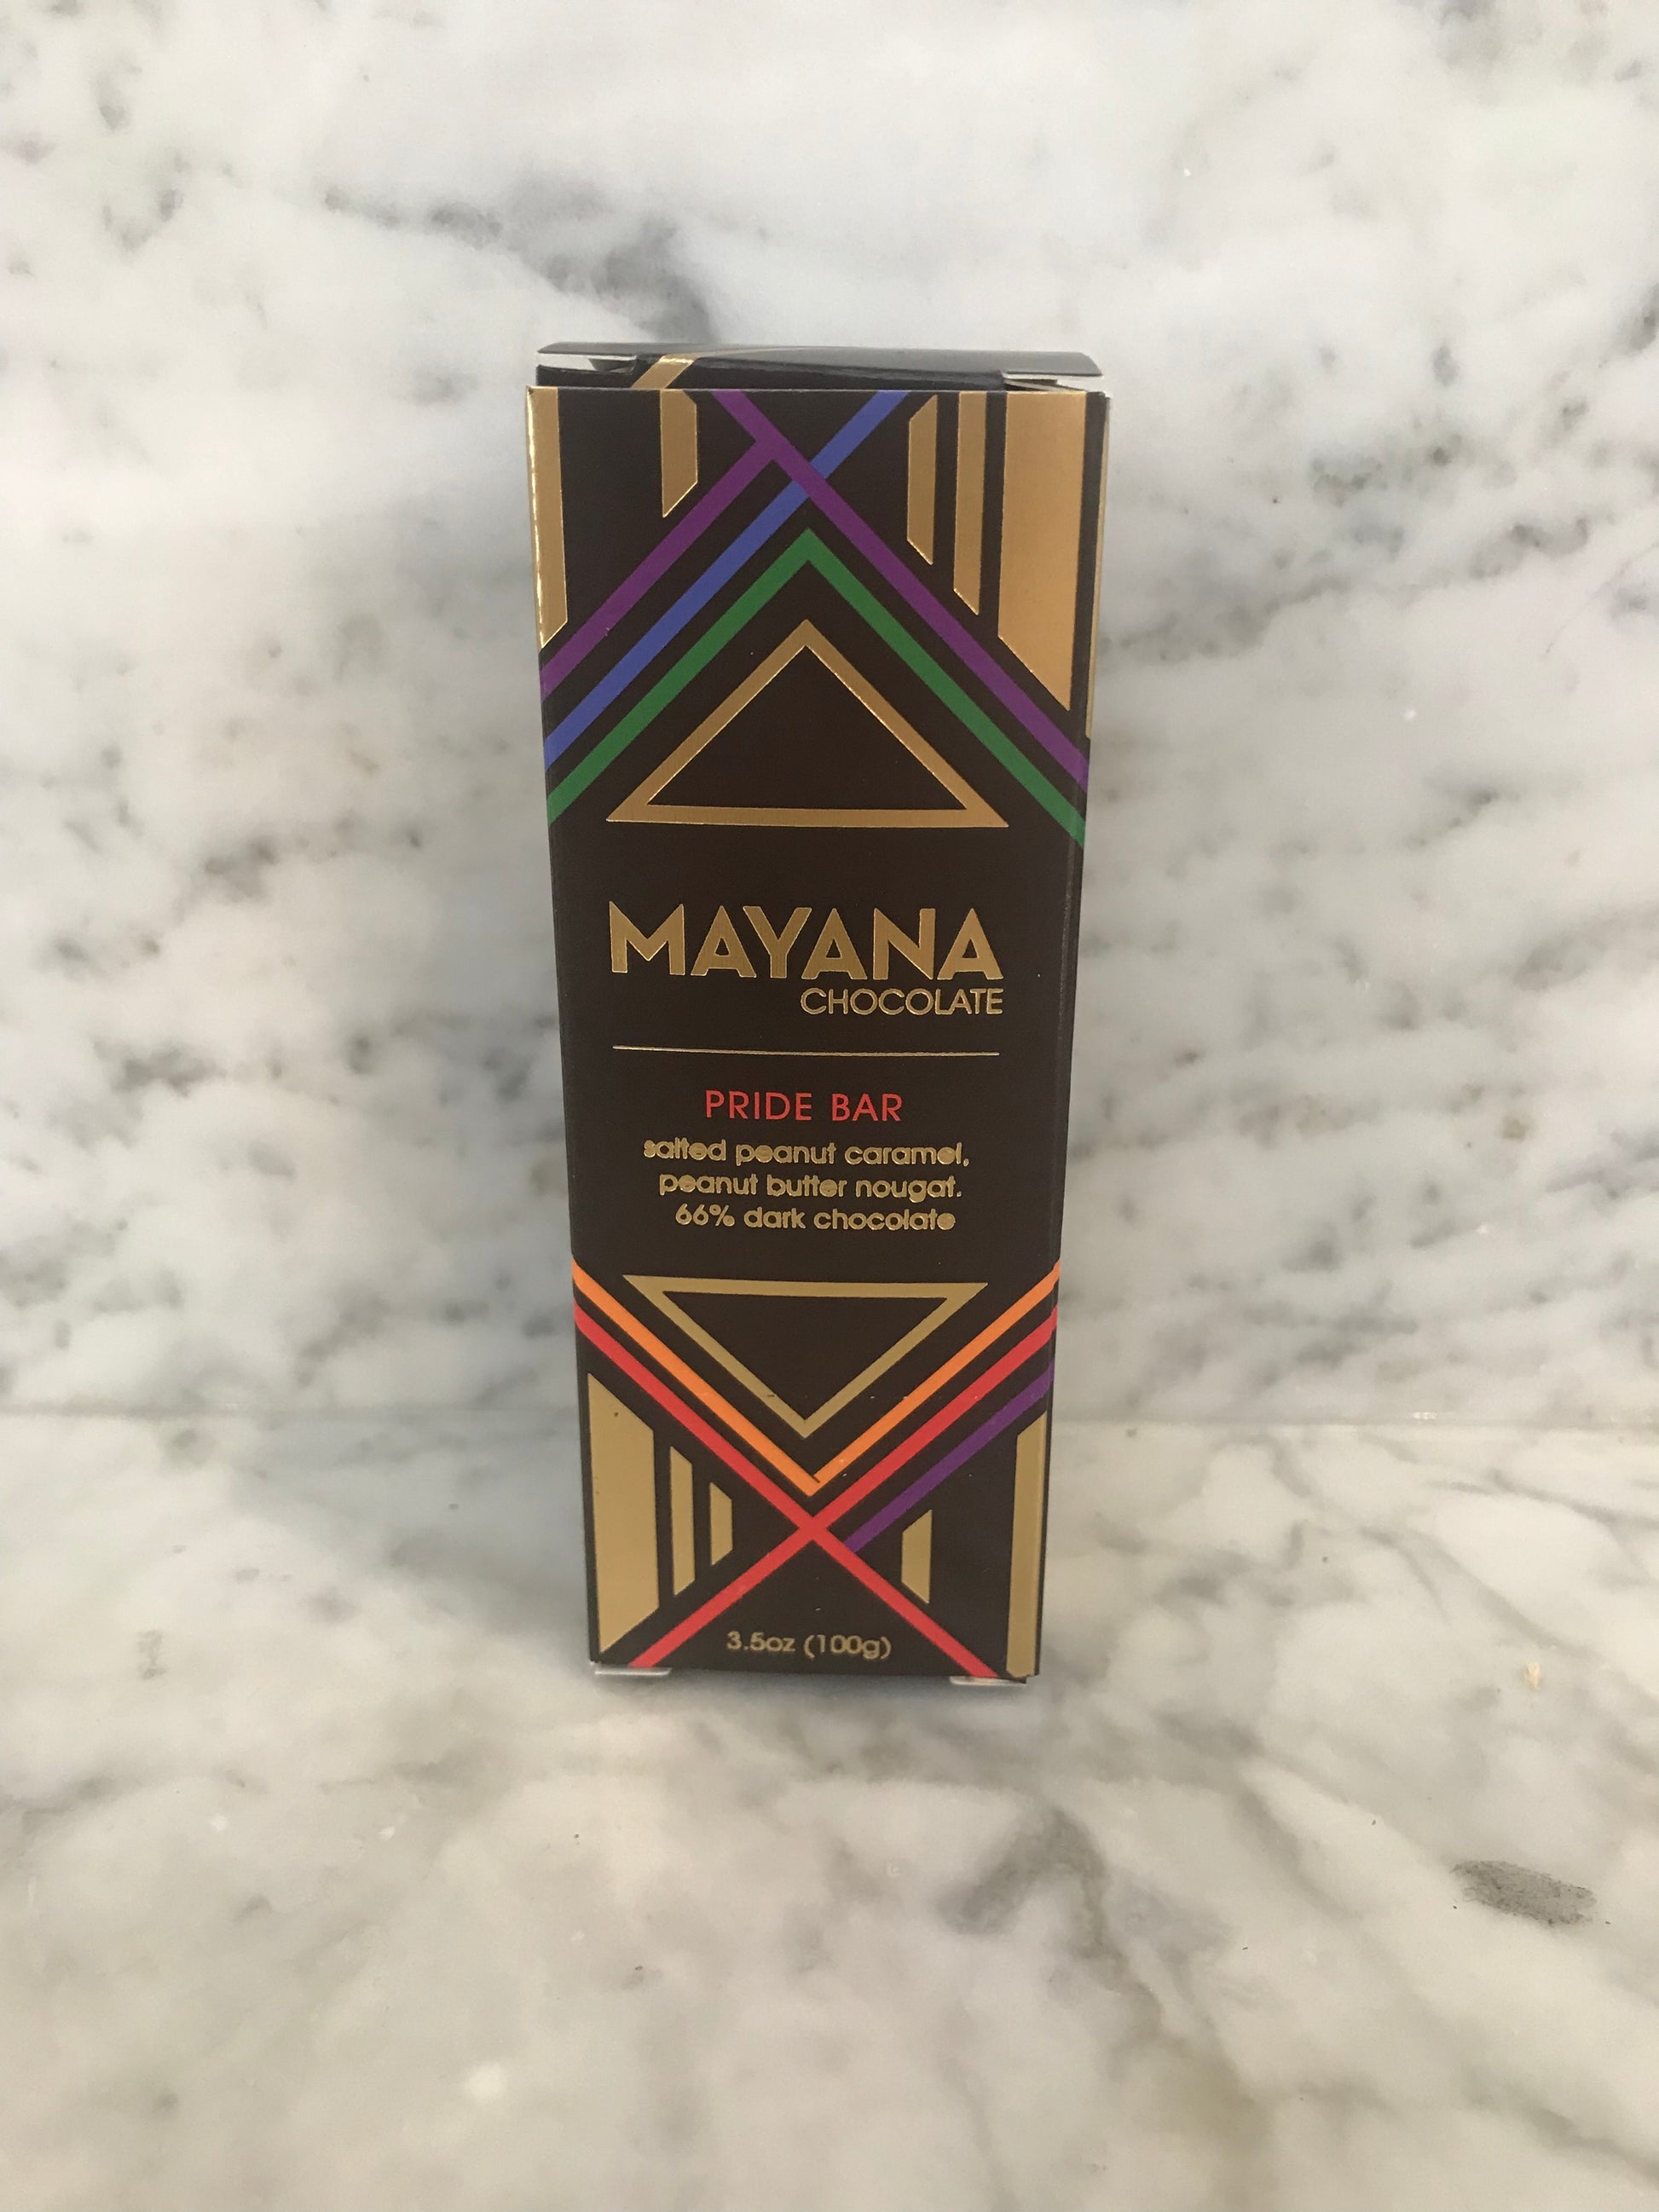 MAYANA
CHOCOLATE
PRIDE BAR
salted peanut caramel,
peanut butter nougat.
66% dark chocolate
3.5oz (100g)